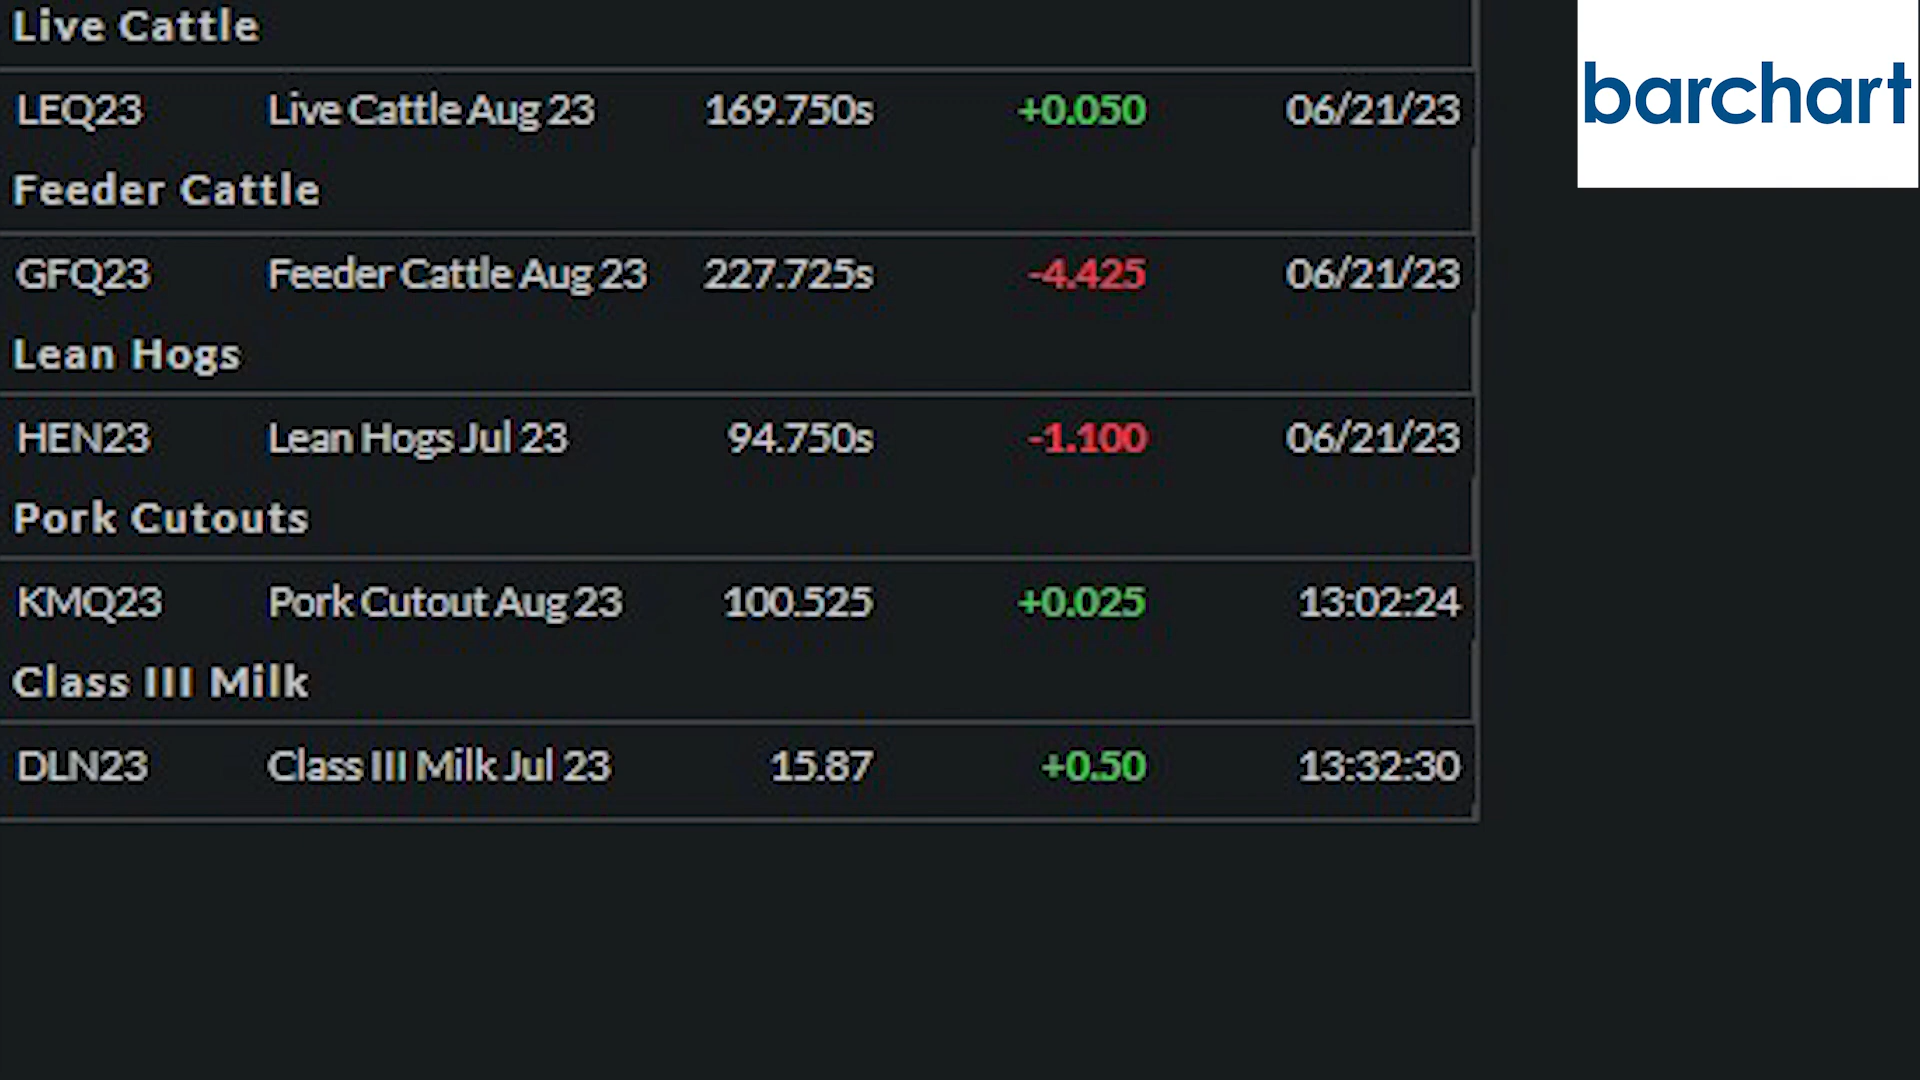 Live Cattle
barchart
LEQ23 Live Cattle Aug 23 169.750s +0.050 06/21/23
Feeder Cattle
GFQ23 Feeder Cattle Aug 23 227.725s -4.425 06/21/23
Lean Hogs
HEN23 Lean Hogs Jul 23 94.750s -1.100 06/21/23
Pork Cutouts
KMQ23 Pork Cutout Aug 23 100.525 +0.025 13:02:24
Class III Milk
DLN23 Class III Milk Jul 23 15.87 +0.50 13:32:30